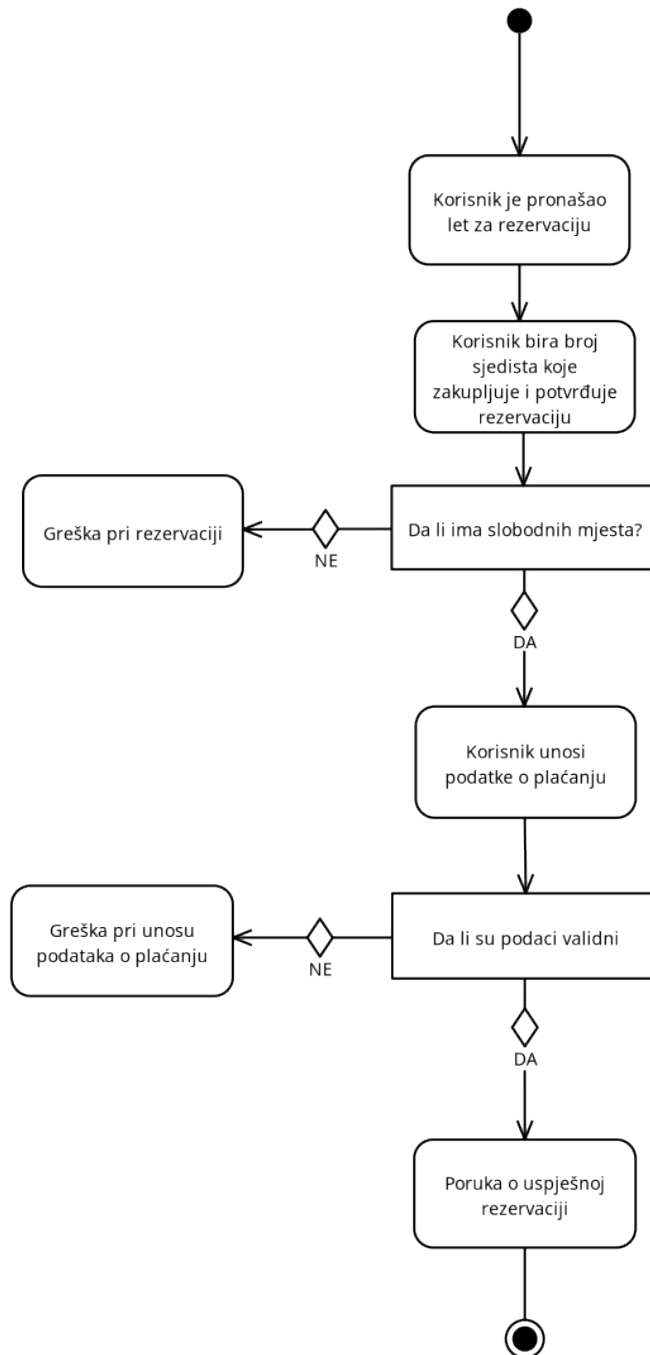 Korisnik je pronašao
let za rezervaciju
Korisnik bira broj
sjedista koje
zakupljuje i potvrđuje
rezervaciju
Greška pri rezervaciji
NE
Da li ima slobodnih mjesta?
DA
Korisnik unosi
podatke o plaćanju
Greška pri unosu
podataka o plaćanju
NE
Da li su podaci validni
DA
Poruka o uspješnoj
rezervaciji